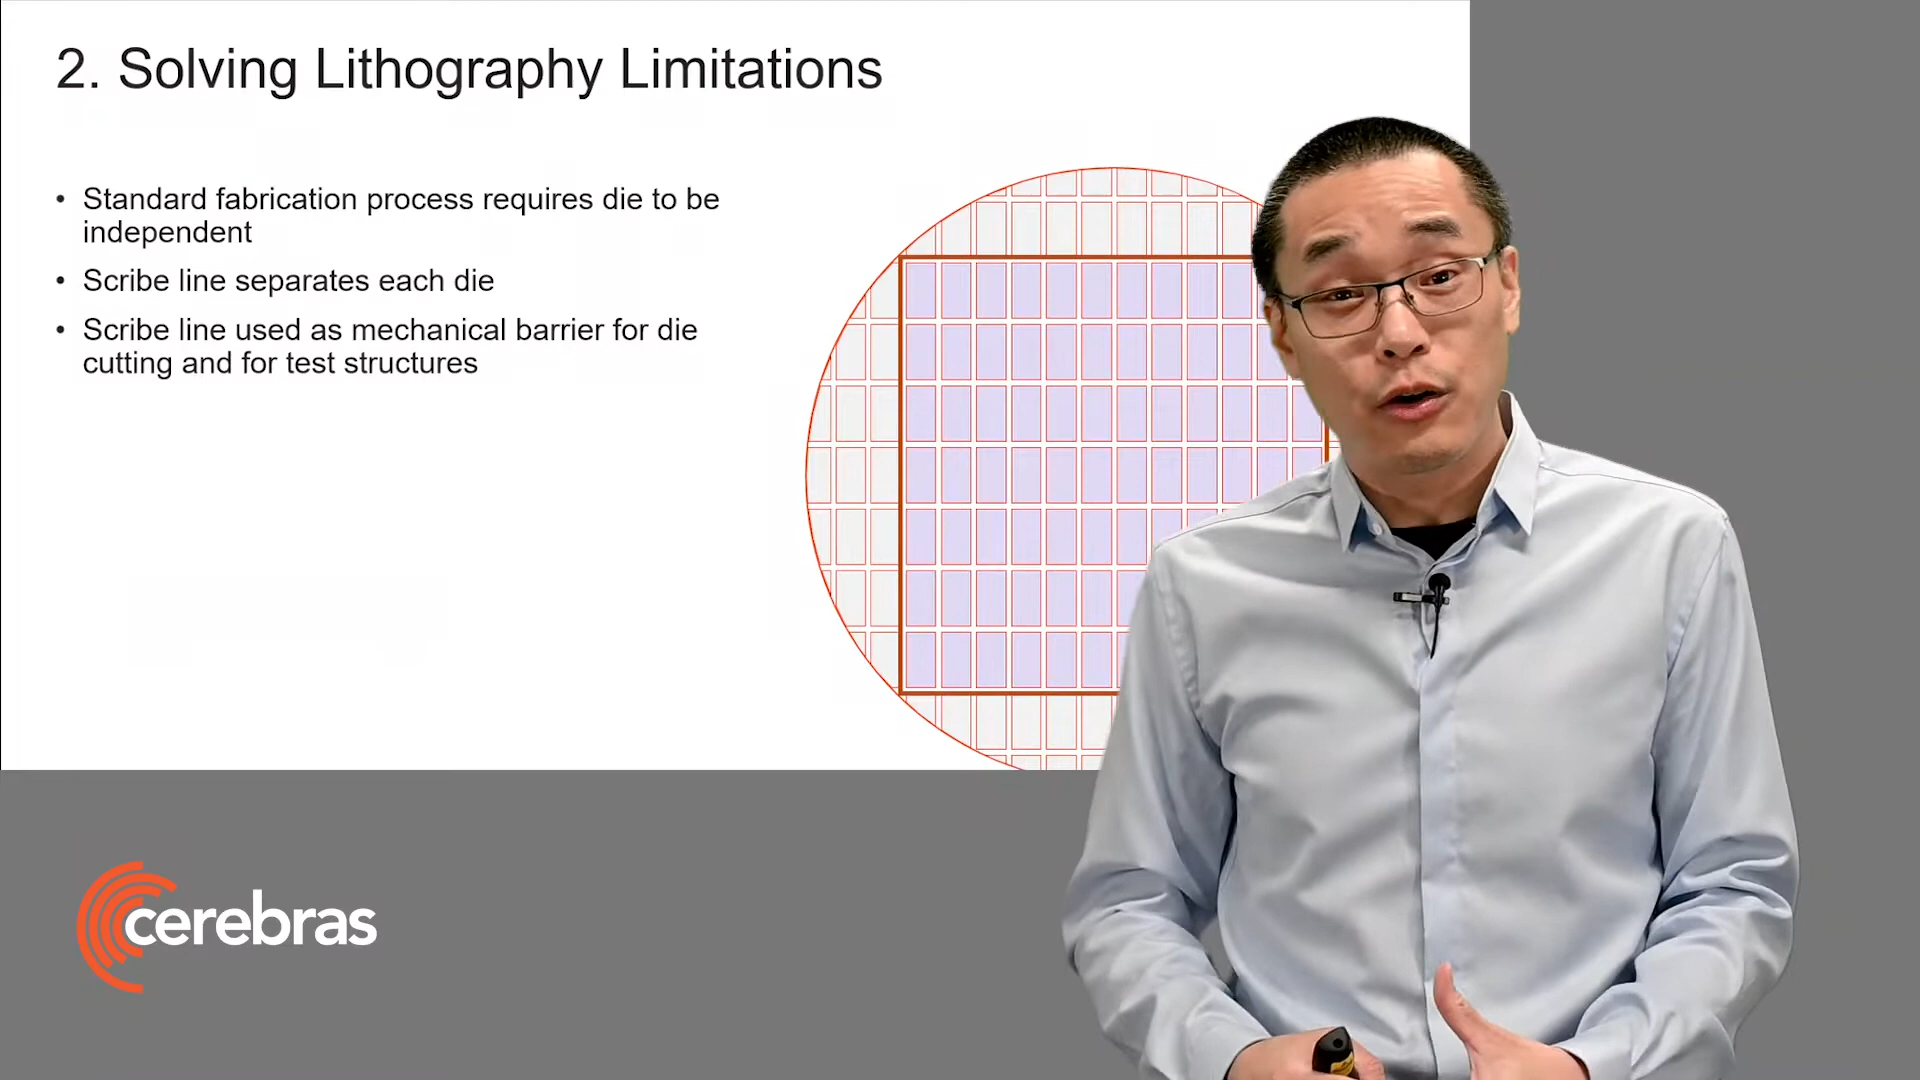 2. Solving Lithography Limitations
• Standard fabrication process requires die to be
independent
• Scribe line separates each die
• Scribe line used as mechanical barrier for die
cutting and for test structures
cerebras